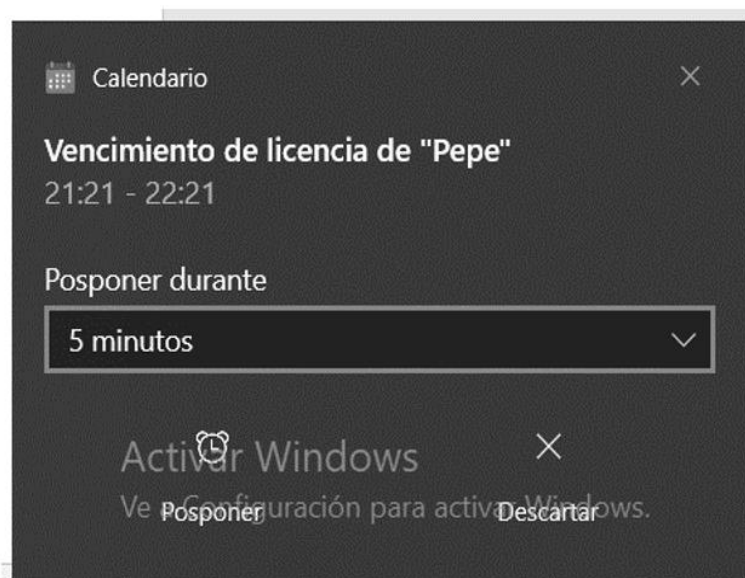 Calendario
Vencimiento de licencia de "Pepe"
21:21 - 22:21
Posponer durante
5 minutos
Activar Windows
Ve a Configuración para activar Windows.
Posponer
Descartar